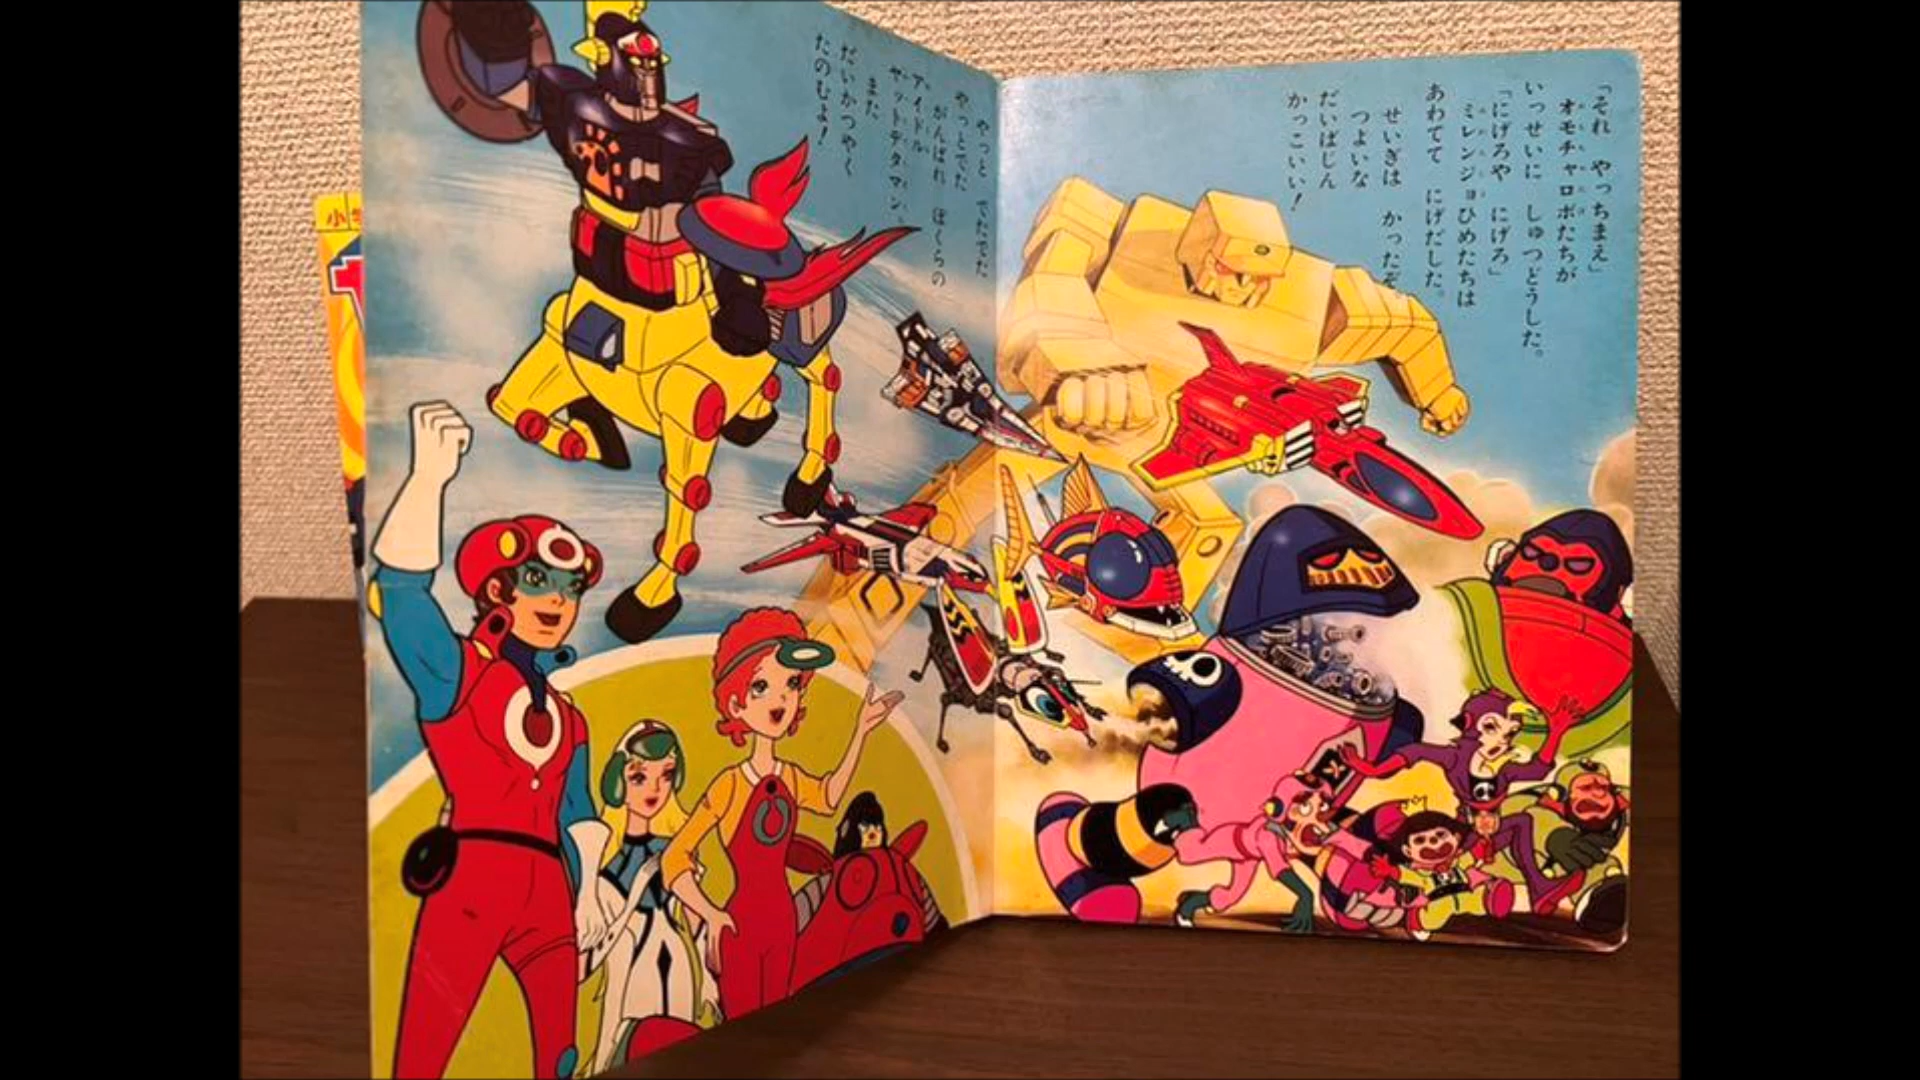 「それ　やっちまえ」
オモチャロボたちが
いっせいに　しゅつどうした。
「にげろや　にげろ」
ミレンジョひめたちは
あわてて　にげだした。
せいぎは　かったぞ
つよいな
だいばじん
かっこいい！
やっと　でたでた
やっとでた
がんばれ　ぼくらの
アイドル
ヤットデタマン。
また
だいかつやく
たのむよ！
小学